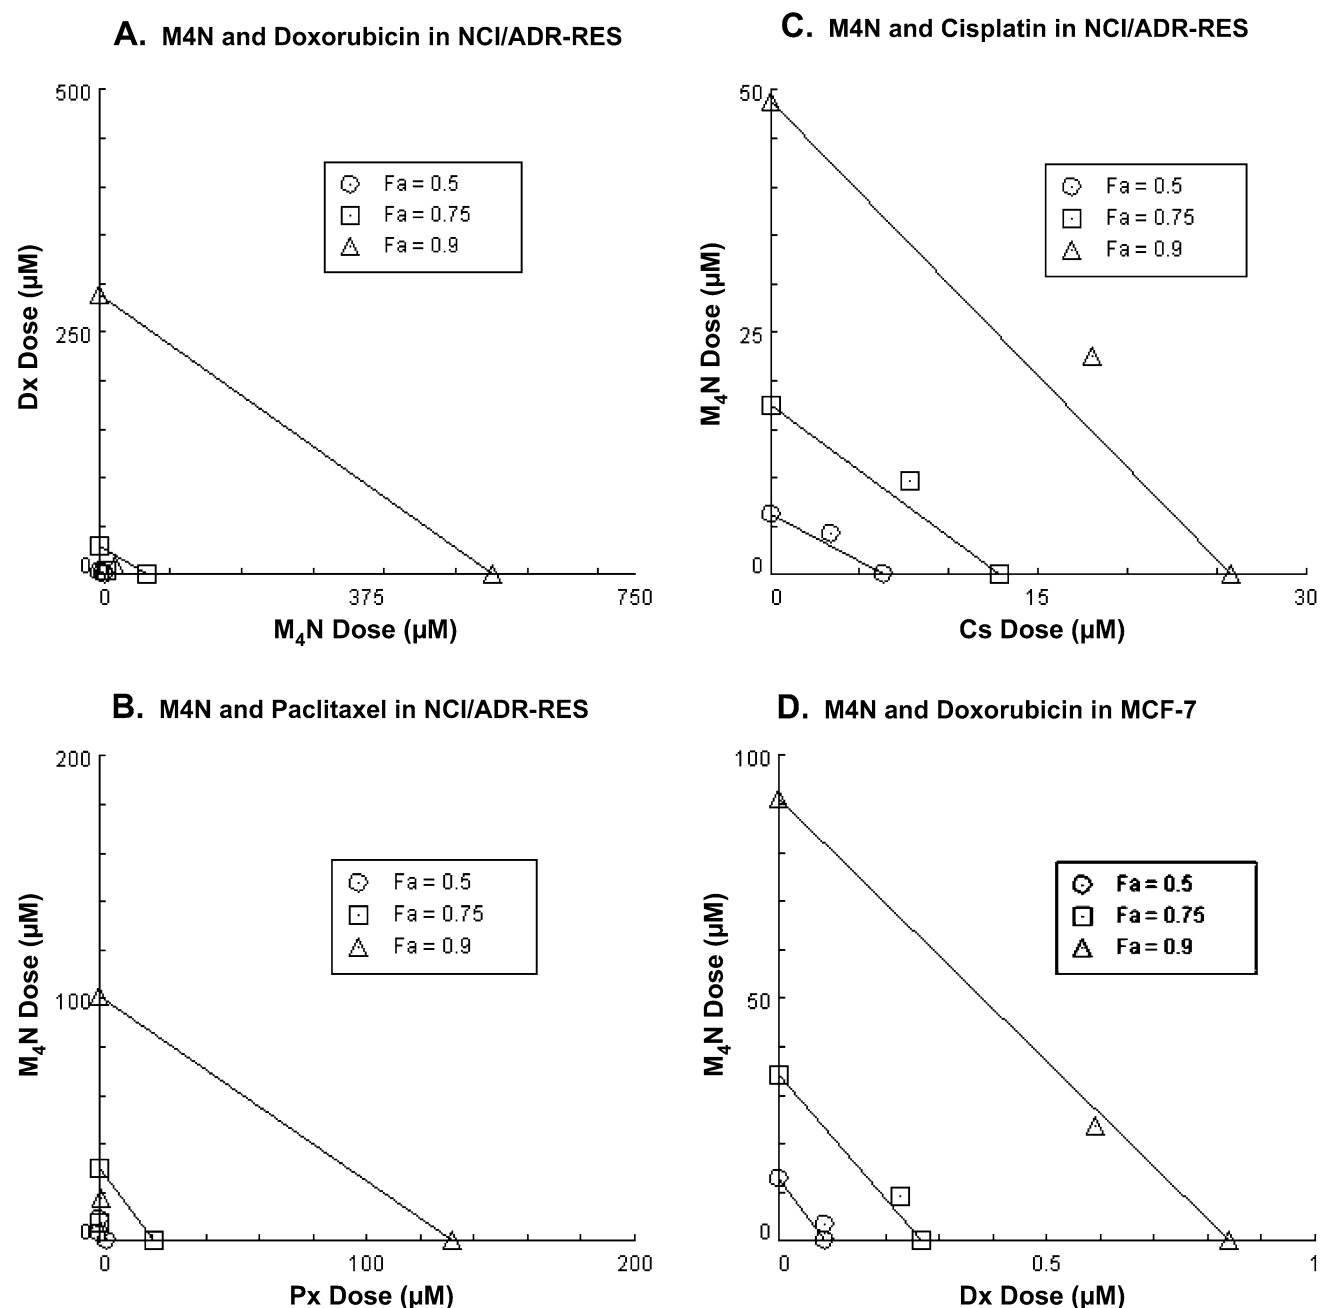 A. M4N and Doxorubicin in NCI/ADR-RES
500
250
0
Dx Dose (µM)
Fa = 0.5
Fa = 0.75
Fa = 0.9
0 375 750
M4N Dose (µM)
C. M4N and Cisplatin in NCI/ADR-RES
50
25
0
M4N Dose (µM)
Fa = 0.5
Fa = 0.75
Fa = 0.9
0 15 30
Cs Dose (µM)
B. M4N and Paclitaxel in NCI/ADR-RES
200
100
0
M4N Dose (µM)
Fa = 0.5
Fa = 0.75
Fa = 0.9
0 100 200
Px Dose (µM)
D. M4N and Doxorubicin in MCF-7
100
50
0
M4N Dose (µM)
Fa = 0.5
Fa = 0.75
Fa = 0.9
0 0.5 1
Dx Dose (µM)